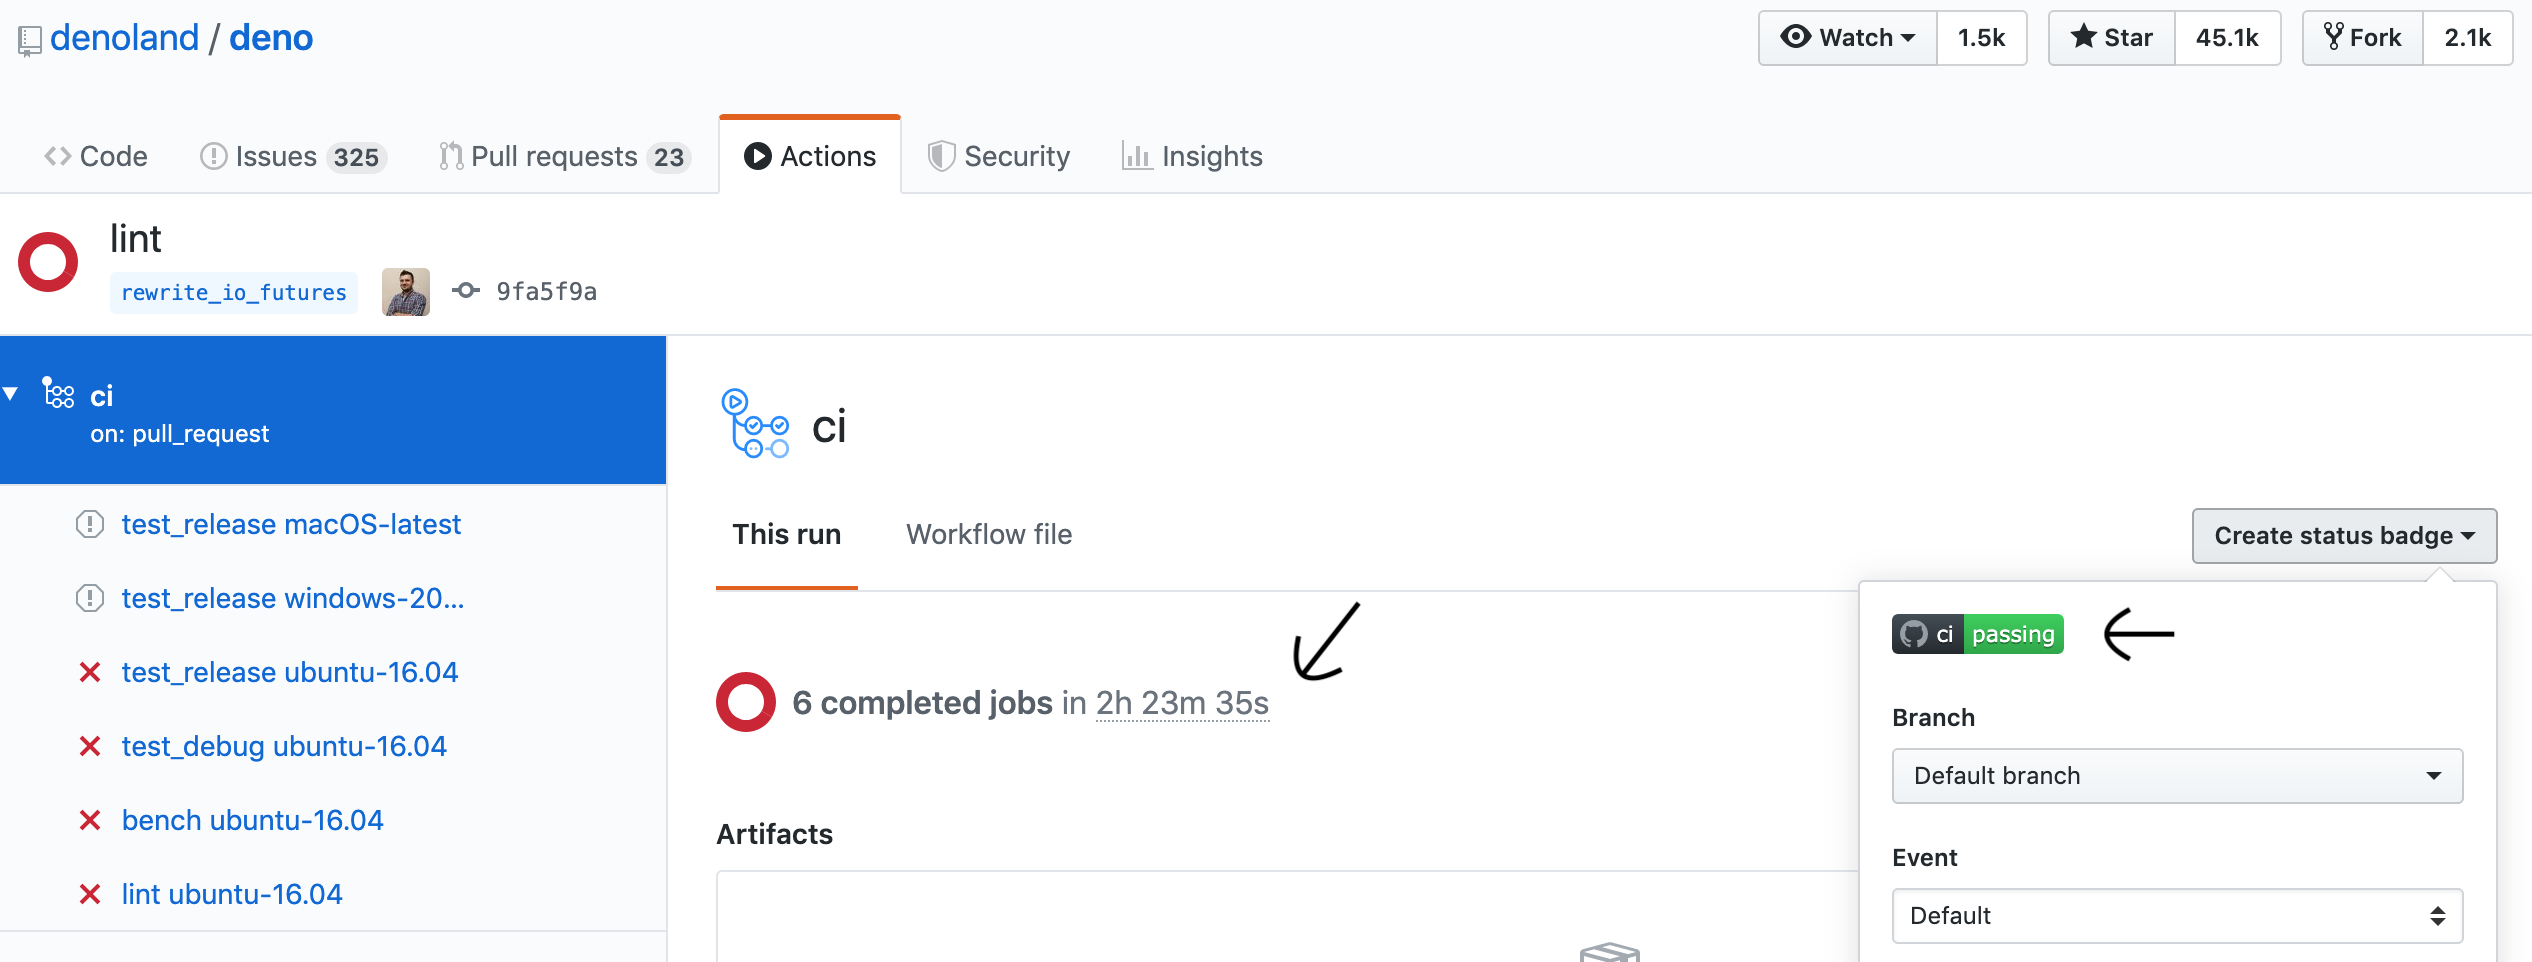 denoland / deno
Watch 1.5k
Star 45.1k
Fork 2.1k
Code
Issues 325
Pull requests 23
Actions
Security
Insights
lint
rewrite_io_futures
9fa5f9a
ci
on: pull_request
test_release macOS-latest
test_release windows-20...
test_release ubuntu-16.04
test_debug ubuntu-16.04
bench ubuntu-16.04
lint ubuntu-16.04
ci
This run
Workflow file
Create status badge
6 completed jobs in 2h 23m 35s
Artifacts
ci passing
Branch
Default branch
Event
Default